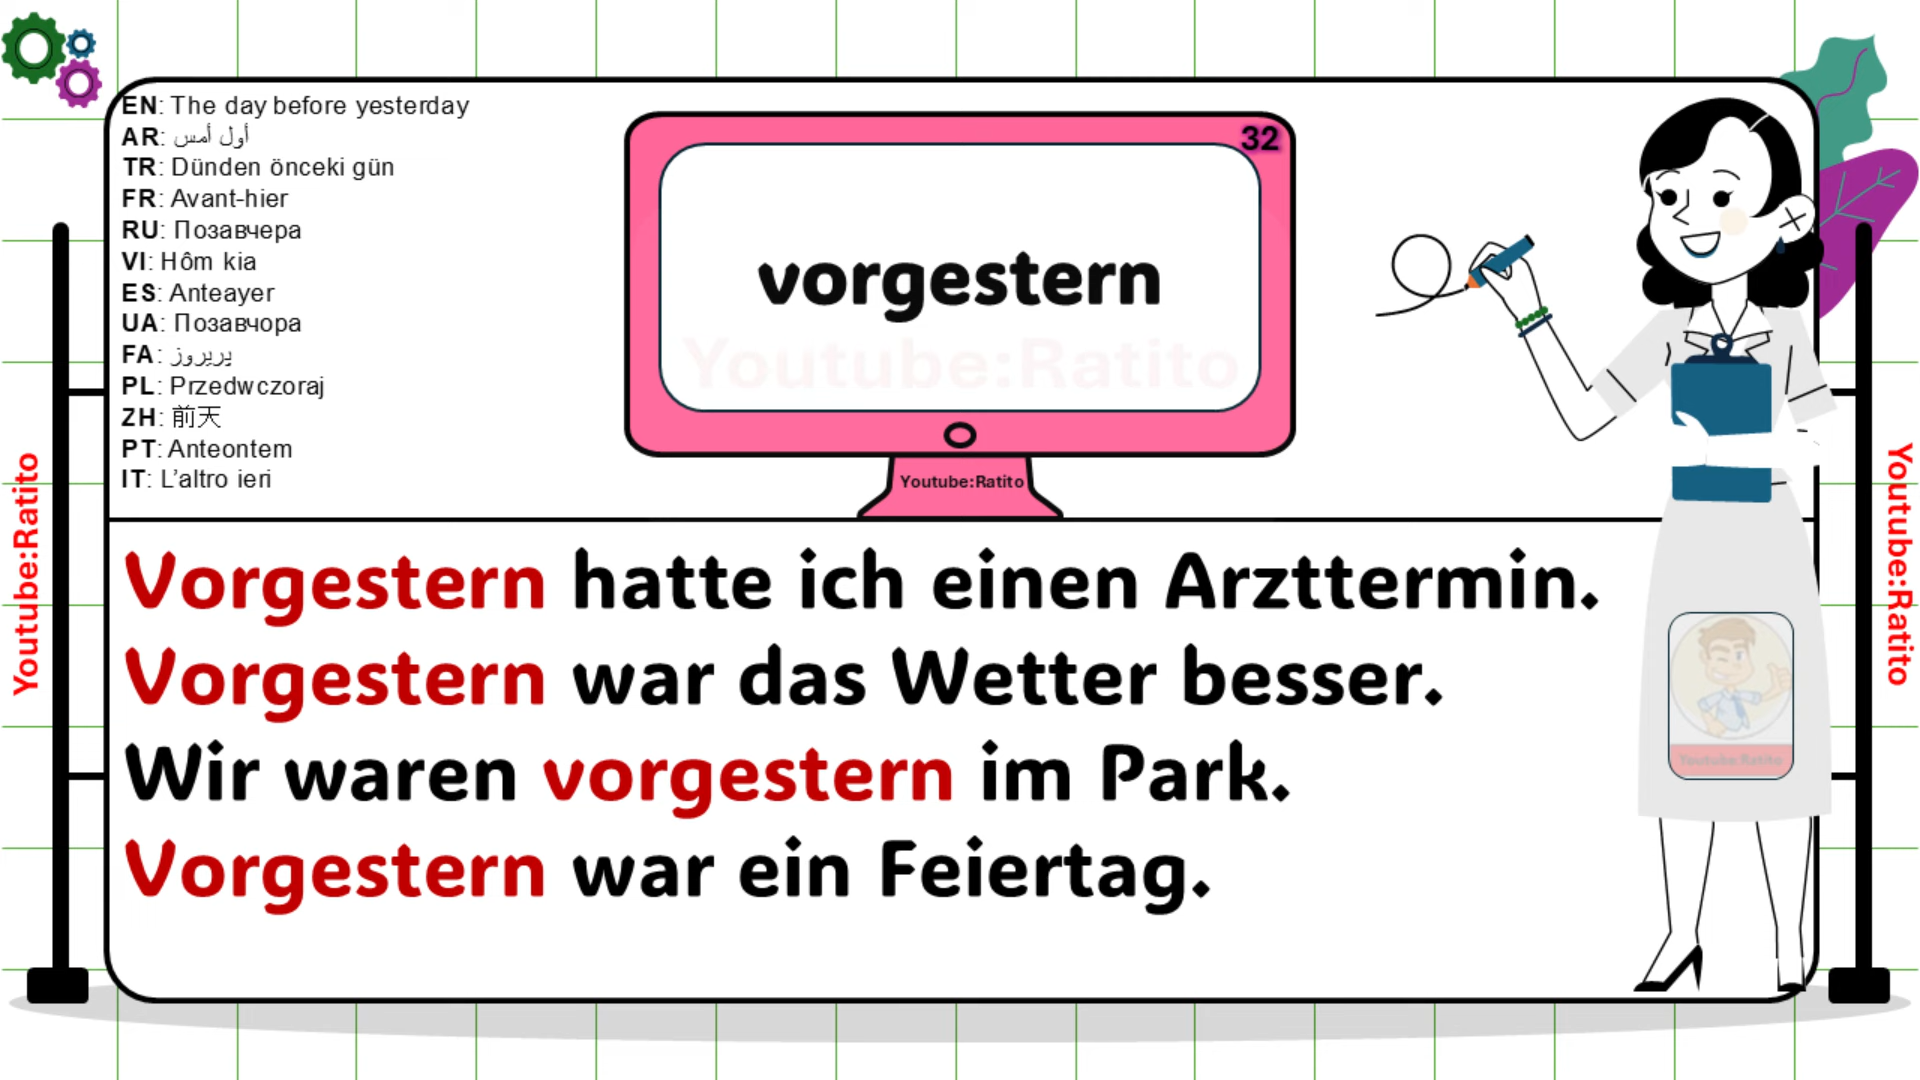 EN: The day before yesterday
AR: أول أمس
TR: Dünden önceki gün
FR: Avant-hier
RU: Позавчера
VI: Hôm kia
ES: Anteayer
UA: Позавчора
FA: پریروز
PL: Przedwczoraj
ZH: 前天
PT: Anteontem
IT: L’altro ieri
32
vorgestern
Youtube:Ratito
Youtube:Ratito
Vorgestern hatte ich einen Arzttermin.
Vorgestern war das Wetter besser.
Wir waren vorgestern im Park.
Vorgestern war ein Feiertag.
Youtube:Ratito
Youtube:Ratito
Youtube:Ratito